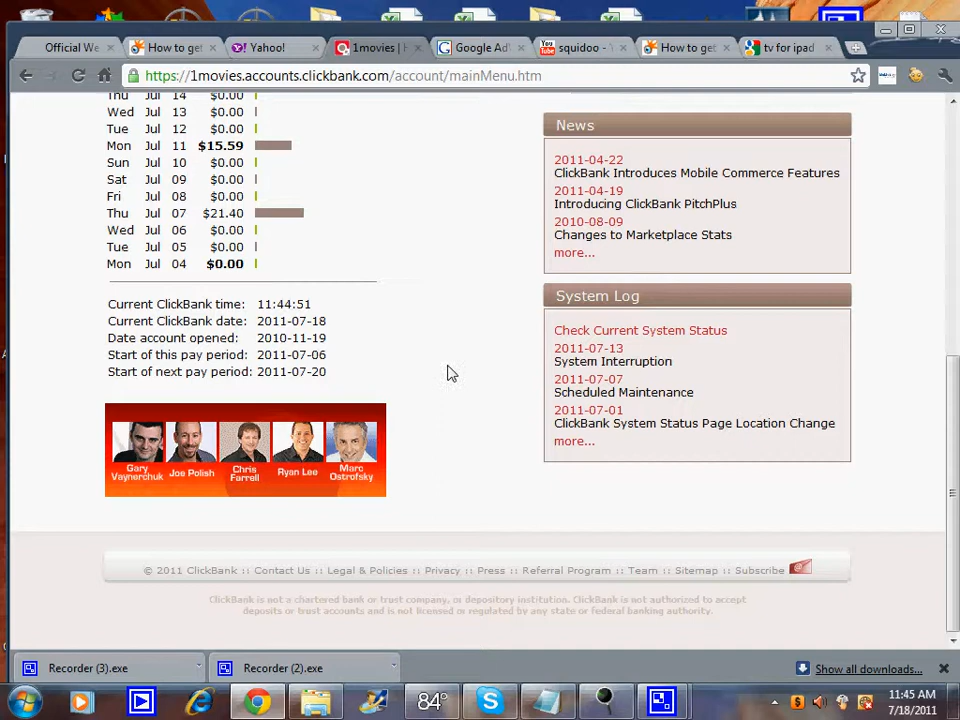 Official We
How to get
Yahoo!
1movies |
Google Ad
squidoo - Y
How to get
tv for ipad
https://1movies.accounts.clickbank.com/account/mainMenu.htm
Thu Jul 14 $0.00
Wed Jul 13 $0.00
Tue Jul 12 $0.00
Mon Jul 11 $15.59
Sun Jul 10 $0.00
Sat Jul 09 $0.00
Fri Jul 08 $0.00
Thu Jul 07 $21.40
Wed Jul 06 $0.00
Tue Jul 05 $0.00
Mon Jul 04 $0.00
Current ClickBank time: 11:44:51
Current ClickBank date: 2011-07-18
Date account opened: 2010-11-19
Start of this pay period: 2011-07-06
Start of next pay period: 2011-07-20
Gary Vaynerchuk
Joe Polish
Chris Farrell
Ryan Lee
Marc Ostrofsky
News
2011-04-22
ClickBank Introduces Mobile Commerce Features
2011-04-19
Introducing ClickBank PitchPlus
2010-08-09
Changes to Marketplace Stats
more...
System Log
Check Current System Status
2011-07-13
System Interruption
2011-07-07
Scheduled Maintenance
2011-07-01
ClickBank System Status Page Location Change
more...
© 2011 ClickBank :: Contact Us :: Legal & Policies :: Privacy :: Press :: Referral Program :: Team :: Sitemap :: Subscribe
ClickBank is not a chartered bank or trust company, or depository institution. ClickBank is not authorized to accept
deposits or trust accounts and is not licensed or regulated by any state or federal banking authority.
Recorder (3).exe
Recorder (2).exe
Show all downloads...
84°
11:45 AM
7/18/2011